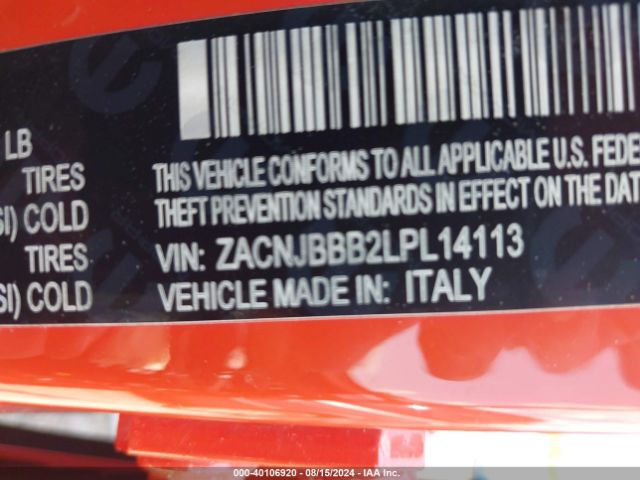 LB
TIRES
SI) COLD
TIRES
SI) COLD
THIS VEHICLE CONFORMS TO ALL APPLICABLE U.S. FEDE
THEFT PREVENTION STANDARDS IN EFFECT ON THE DAT
VIN: ZACNJBBB2LPL14113
VEHICLE MADE IN: ITALY
000-40106920 - 08/15/2024 - IAA Inc.